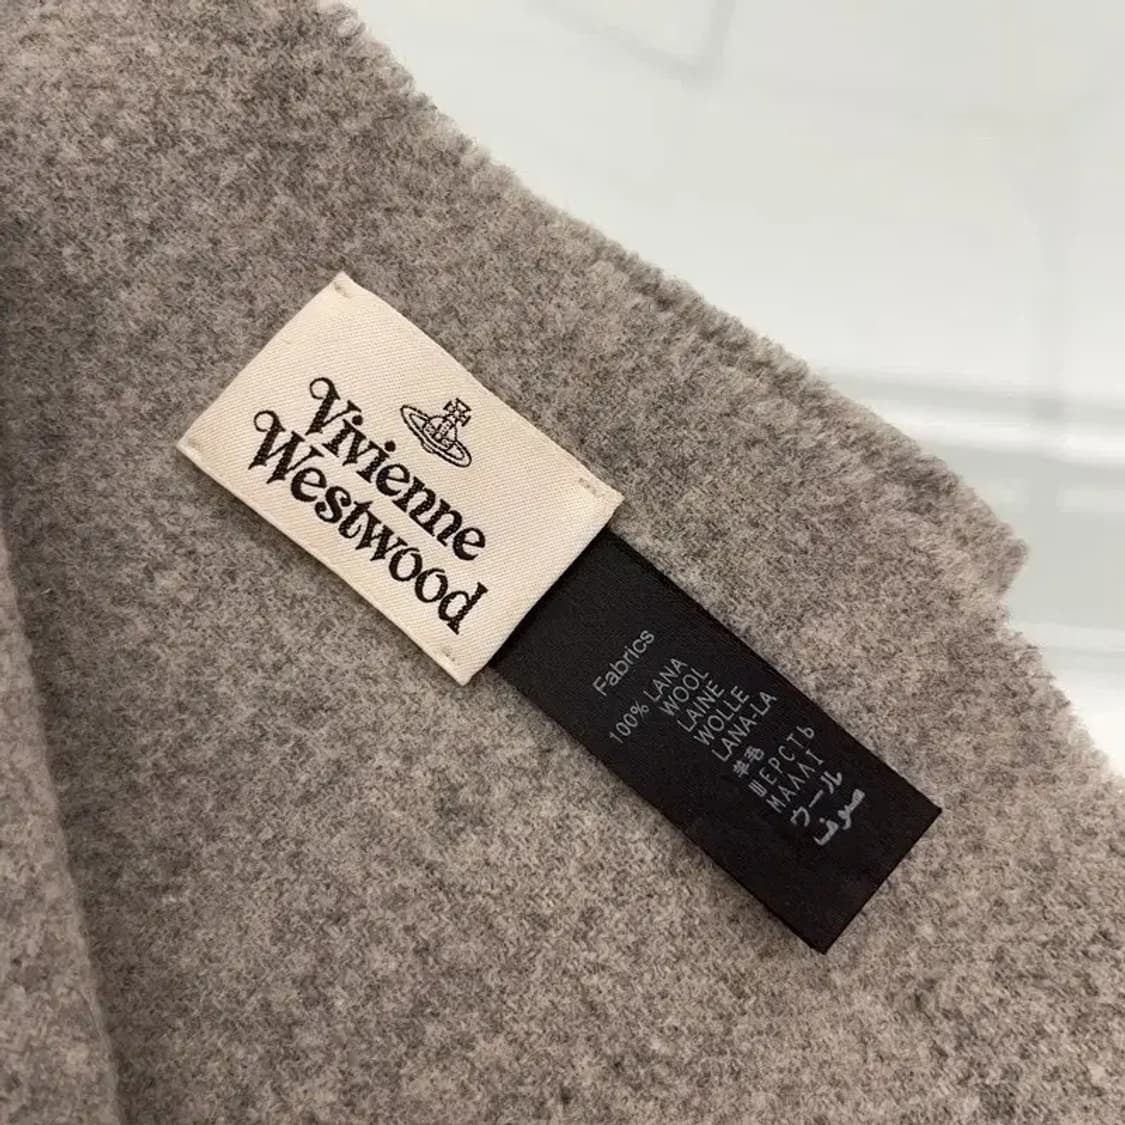 Vivienne
Westwood
Fabrics
100% LANA
WOOL
LAINE
WOLLE
LANA-LA
羊毛
ШЕРСТЬ
ΜΑΛΛΙ
ウール
صوف